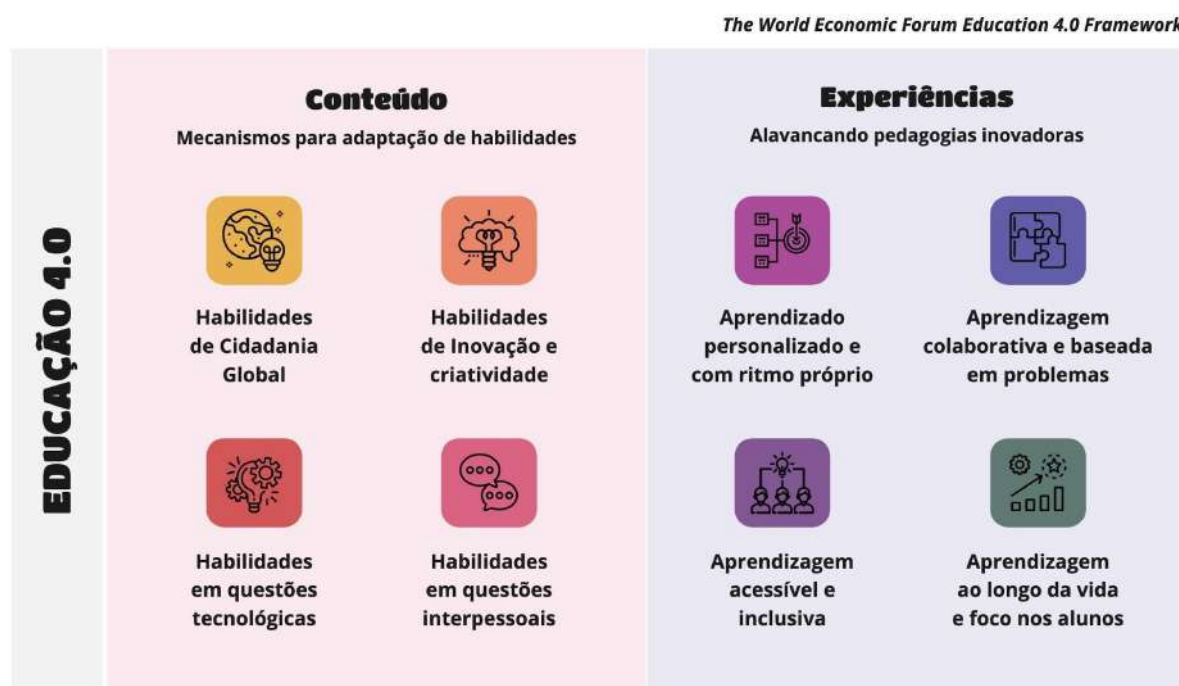 The World Economic Forum Education 4.0 Framework
EDUCAÇÃO 4.0
Conteúdo
Mecanismos para adaptação de habilidades
Habilidades
de Cidadania
Global
Habilidades
de Inovação e
criatividade
Habilidades
em questões
tecnológicas
Habilidades
em questões
interpessoais
Experiências
Alavancando pedagogias inovadoras
Aprendizado
personalizado e
com ritmo próprio
Aprendizagem
colaborativa e baseada
em problemas
Aprendizagem
acessível e
inclusiva
Aprendizagem
ao longo da vida
e foco nos alunos